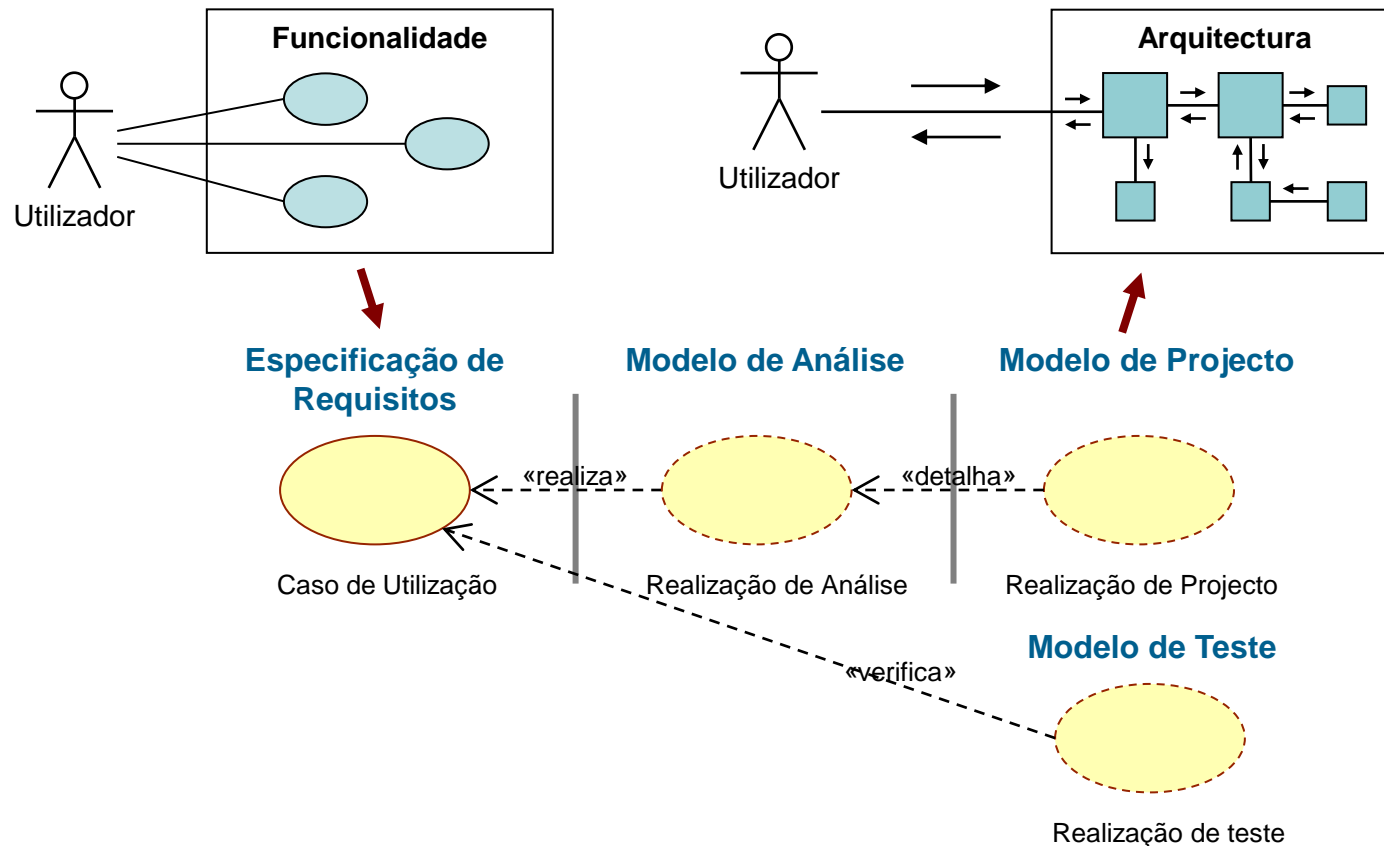 Funcionalidade
Arquitectura
Utilizador
Utilizador
Especificação de
Requisitos
Modelo de Análise
Modelo de Projecto
«realiza»
«detalha»
Caso de Utilização
Realização de Análise
Realização de Projecto
Modelo de Teste
«verifica»
Realização de teste